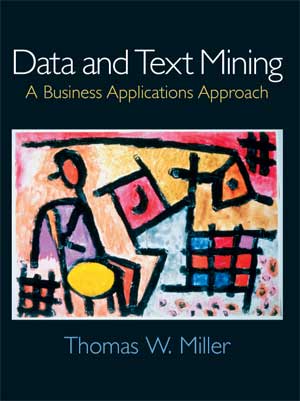 Data and Text Mining
A Business Applications Approach
Thomas W. Miller